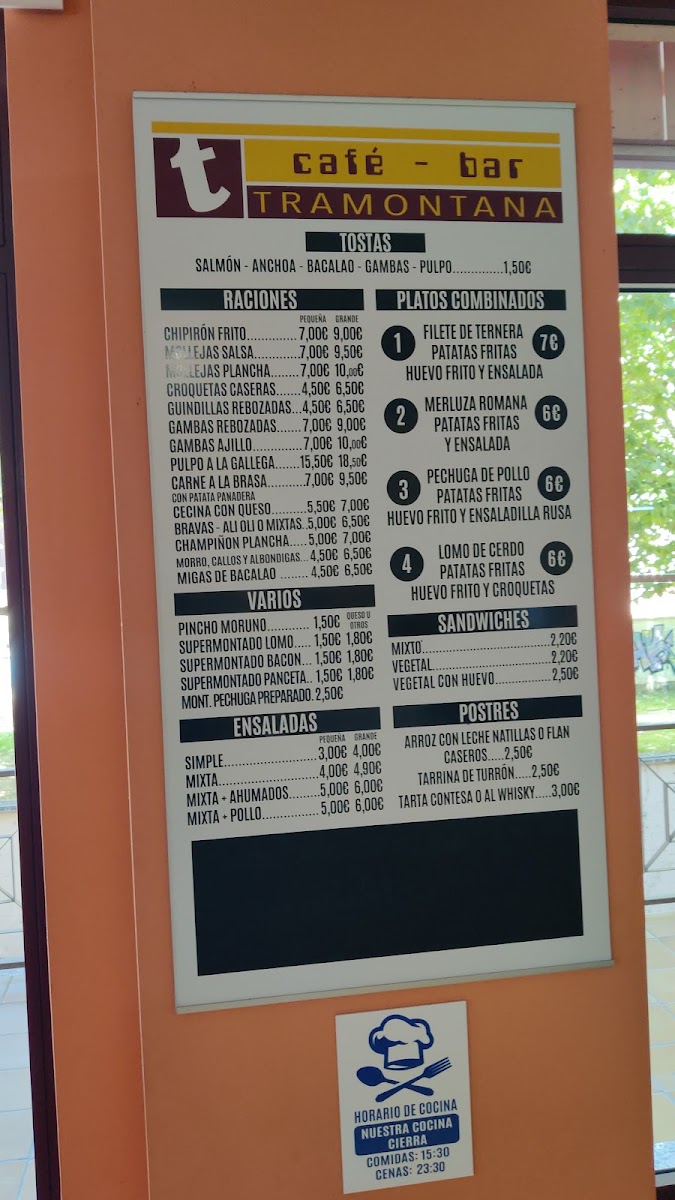 t
café - bar
TRAMONTANA
TOSTAS
SALMÓN - ANCHOA - BACALAO - GAMBAS - PULPO...............1,50€
RACIONES
PEQUEÑA GRANDE
CHIPIRÓN FRITO...............7,00€ 9,00€
MOLLEJAS SALSA.............7,00€ 9,50€
MOLLEJAS PLANCHA........7,00€ 10,00€
CROQUETAS CASERAS.......4,50€ 6,50€
GUINDILLAS REBOZADAS...4,50€ 6,50€
GAMBAS REBOZADAS.......7,00€ 9,00€
GAMBAS AJILLO..............7,00€ 10,00€
PULPO A LA GALLEGA.......15,50€ 18,50€
CARNE A LA BRASA...........7,00€ 9,50€
CON PATATA PANADERA
CECINA CON QUESO..........5,50€ 7,00€
BRAVAS - ALI OLI O MIXTAS..5,00€ 6,50€
CHAMPIÑON PLANCHA.....5,00€ 7,00€
MORRO, CALLOS Y ALBONDIGAS...4,50€ 6,50€
MIGAS DE BACALAO ........ 4,50€ 6,50€
VARIOS
QUESO U
OTROS
PINCHO MORUNO............ 1,50€
SUPERMONTADO LOMO..... 1,50€ 1,80€
SUPERMONTADO BACON... 1,50€ 1,80€
SUPERMONTADO PANCETA.. 1,50€ 1,80€
MONT. PECHUGA PREPARADO. 2,50€
ENSALADAS
PEQUEÑA GRANDE
SIMPLE..........................3,00€ 4,00€
MIXTA............................4,00€ 4,90€
MIXTA + AHUMADOS.........5,00€ 6,00€
MIXTA + POLLO................ 5,00€ 6,00€
PLATOS COMBINADOS
1 FILETE DE TERNERA 7€
PATATAS FRITAS
HUEVO FRITO Y ENSALADA
2 MERLUZA ROMANA 6€
PATATAS FRITAS
Y ENSALADA
3 PECHUGA DE POLLO 6€
PATATAS FRITAS
HUEVO FRITO Y ENSALADILLA RUSA
4 LOMO DE CERDO 6€
PATATAS FRITAS
HUEVO FRITO Y CROQUETAS
SANDWICHES
MIXTO.....................................2,20€
VEGETAL..................................2,20€
VEGETAL CON HUEVO................2,50€
POSTRES
ARROZ CON LECHE NATILLAS O FLAN
CASEROS.....2,50€
TARRINA DE TURRÓN.....2,50€
TARTA CONTESA O AL WHISKY.....3,00€
HORARIO DE COCINA
NUESTRA COCINA
CIERRA
COMIDAS: 15:30
CENAS: 23:30